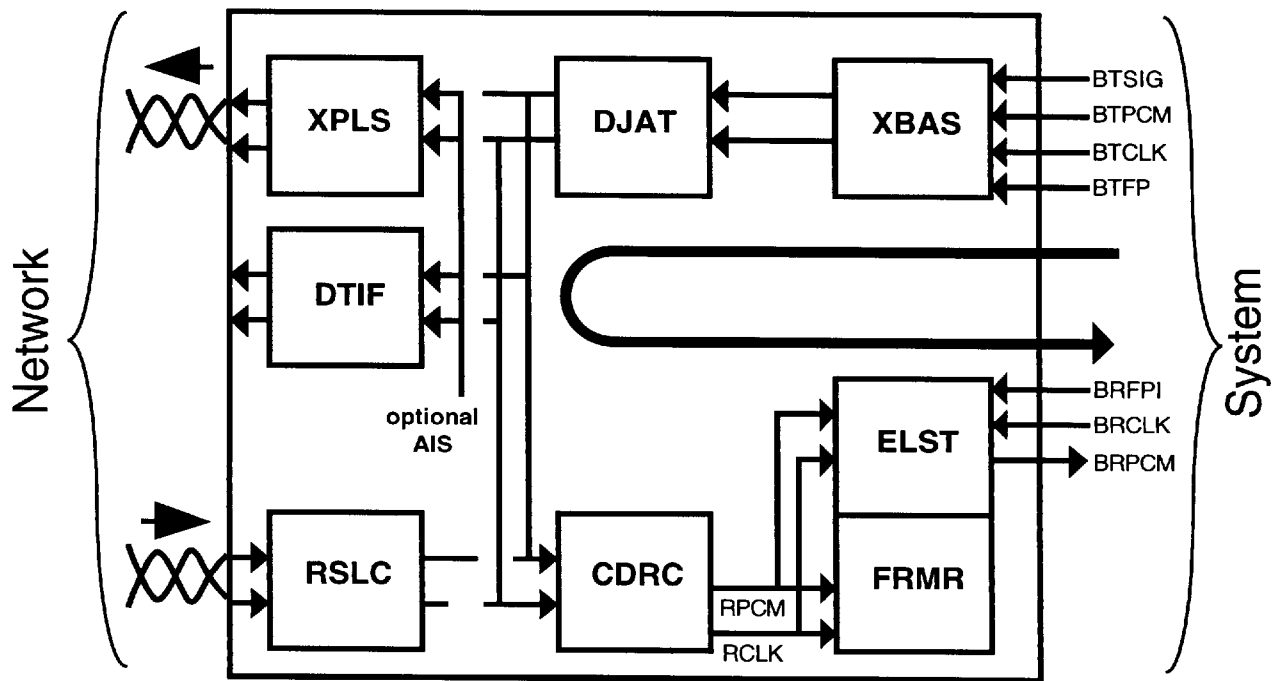 Network
XPLS
DJAT
XBAS
BTSIG
BTPCM
BTCLK
BTFP
DTIF
optional
AIS
BRFPI
BRCLK
BRPCM
ELST
RSLC
CDRC
FRMR
RPCM
RCLK
System